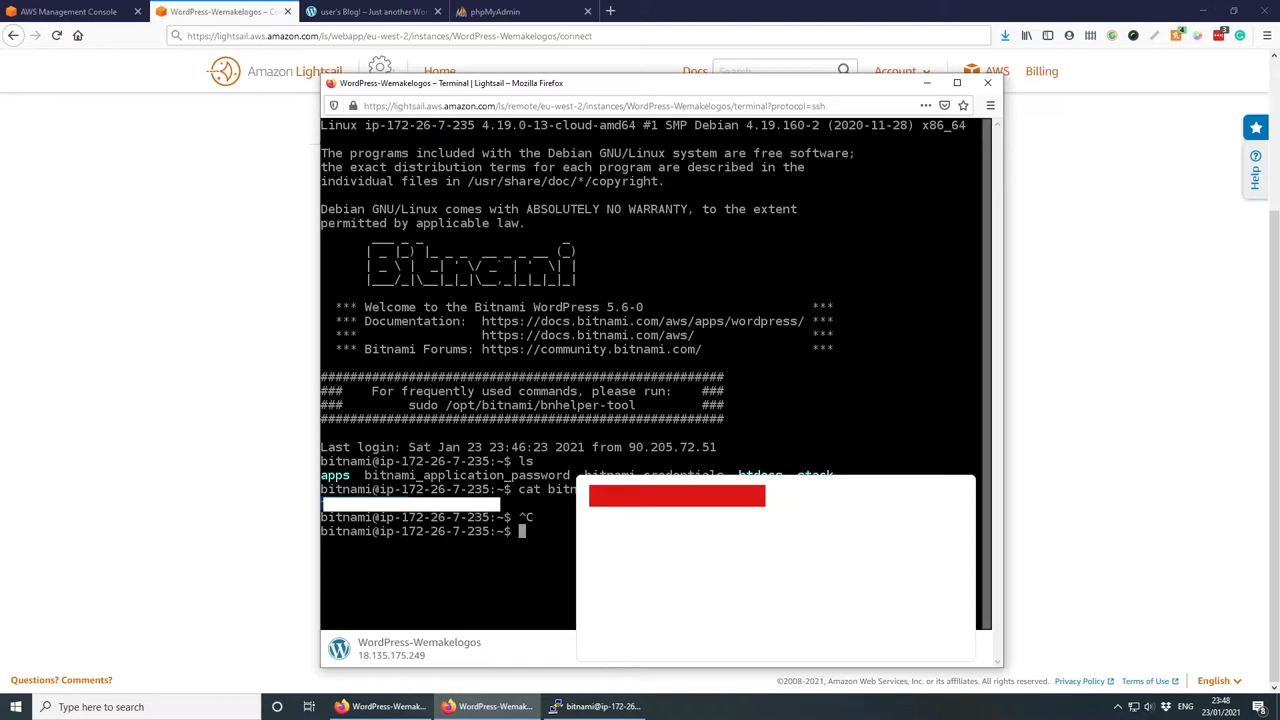 AWS Management Console
WordPress-Wemakelogos – Co
user's Blog! – Just another Word
phpMyAdmin
https://lightsail.aws.amazon.com/ls/webapp/eu-west-2/instances/WordPress-Wemakelogos/connect
Amazon Lightsail
Home
Docs
Search
Account
AWS
Billing
WordPress-Wemakelogos – Terminal | Lightsail – Mozilla Firefox
https://lightsail.aws.amazon.com/ls/remote/eu-west-2/instances/WordPress-Wemakelogos/terminal?protocol=ssh
Linux ip-172-26-7-235 4.19.0-13-cloud-amd64 #1 SMP Debian 4.19.160-2 (2020-11-28) x86_64
The programs included with the Debian GNU/Linux system are free software;
the exact distribution terms for each program are described in the
individual files in /usr/share/doc/*/copyright.
Debian GNU/Linux comes with ABSOLUTELY NO WARRANTY, to the extent
permitted by applicable law.
Bitnami
*** Welcome to the Bitnami WordPress 5.6-0 ***
*** Documentation: https://docs.bitnami.com/aws/apps/wordpress/ ***
*** https://docs.bitnami.com/aws/ ***
*** Bitnami Forums: https://community.bitnami.com/ ***
#######################################################
### For frequently used commands, please run: ###
### sudo /opt/bitnami/bnhelper-tool ###
#######################################################
Last login: Sat Jan 23 23:46:23 2021 from 90.205.72.51
bitnami@ip-172-26-7-235:~$ ls
apps bitnami_application_password bitnami_credentials htdocs stack
bitnami@ip-172-26-7-235:~$ cat bitn
bitnami@ip-172-26-7-235:~$ ^C
bitnami@ip-172-26-7-235:~$
WordPress-Wemakelogos
18.135.175.249
Help
Questions? Comments?
©2008-2021, Amazon Web Services, Inc. or its affiliates. All rights reserved.
Privacy Policy
Terms of Use
English
Type here to search
WordPress-Wemak...
WordPress-Wemak...
bitnami@ip-172-26...
ENG
23:48
23/01/2021